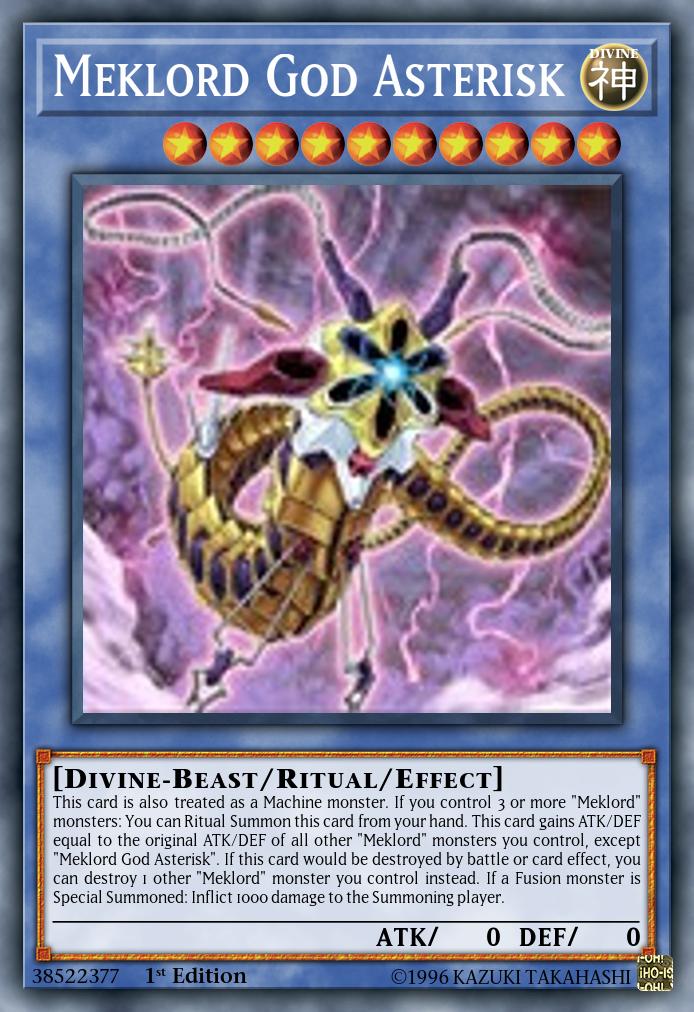 Meklord God Asterisk
DIVINE
神
[Divine-Beast/Ritual/Effect]
This card is also treated as a Machine monster. If you control 3 or more "Meklord"
monsters: You can Ritual Summon this card from your hand. This card gains ATK/DEF
equal to the original ATK/DEF of all other "Meklord" monsters you control, except
"Meklord God Asterisk". If this card would be destroyed by battle or card effect, you
can destroy 1 other "Meklord" monster you control instead. If a Fusion monster is
Special Summoned: Inflict 1000 damage to the Summoning player.
ATK/ 0 DEF/ 0
38522377 1st Edition ©1996 KAZUKI TAKAHASHI